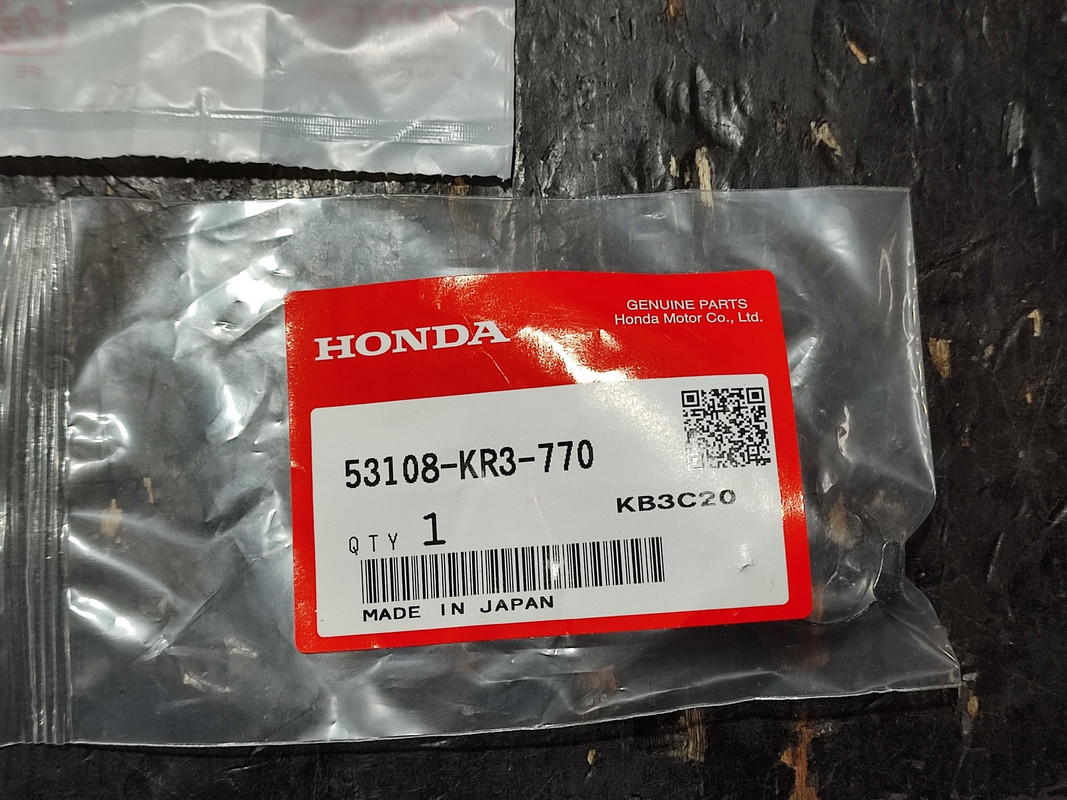 HONDA
GENUINE PARTS
Honda Motor Co., Ltd.
53108-KR3-770
KB3C20
QTY 1
MADE IN JAPAN